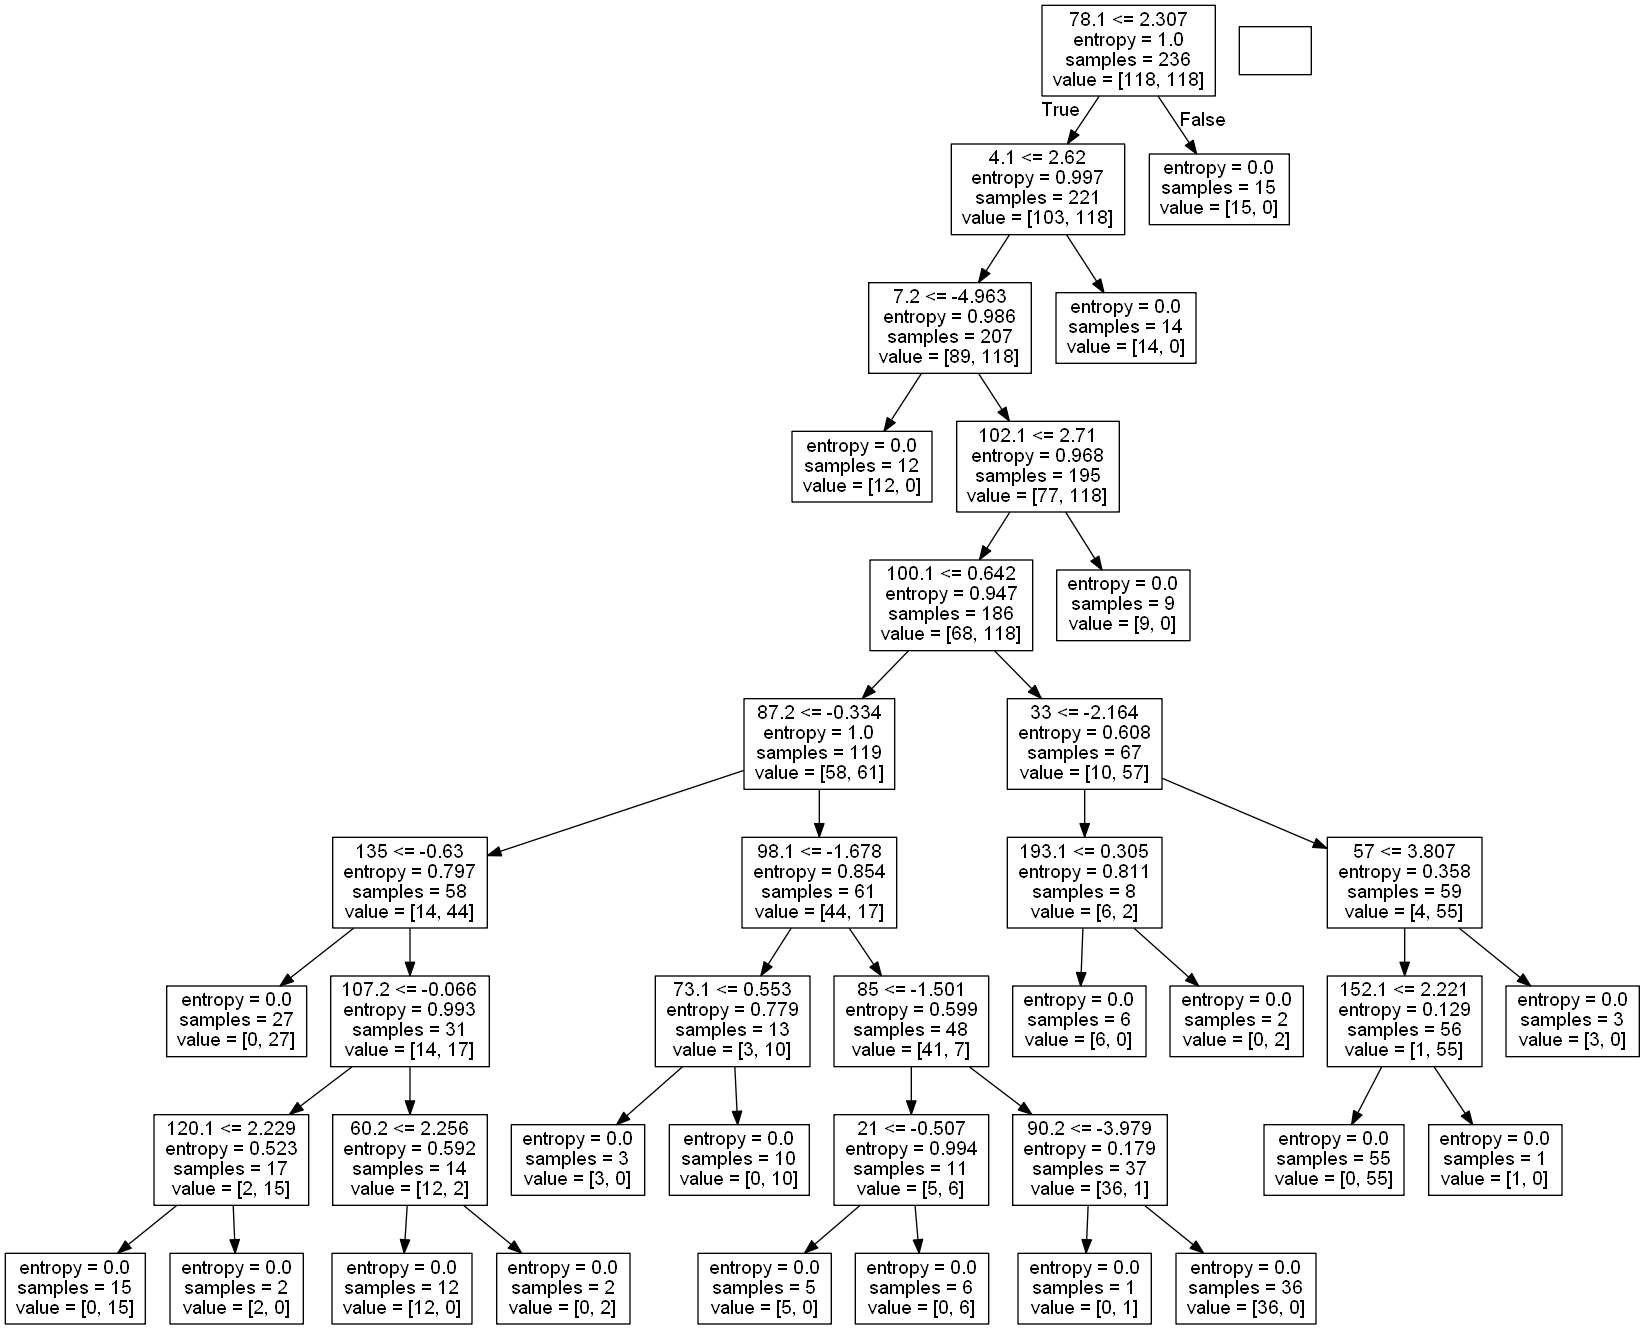 78.1 <= 2.307
entropy = 1.0
samples = 236
value = [118, 118]
True
False
4.1 <= 2.62
entropy = 0.997
samples = 221
value = [103, 118]
entropy = 0.0
samples = 15
value = [15, 0]
7.2 <= -4.963
entropy = 0.986
samples = 207
value = [89, 118]
entropy = 0.0
samples = 14
value = [14, 0]
entropy = 0.0
samples = 12
value = [12, 0]
102.1 <= 2.71
entropy = 0.968
samples = 195
value = [77, 118]
100.1 <= 0.642
entropy = 0.947
samples = 186
value = [68, 118]
entropy = 0.0
samples = 9
value = [9, 0]
87.2 <= -0.334
entropy = 1.0
samples = 119
value = [58, 61]
33 <= -2.164
entropy = 0.608
samples = 67
value = [10, 57]
135 <= -0.63
entropy = 0.797
samples = 58
value = [14, 44]
98.1 <= -1.678
entropy = 0.854
samples = 61
value = [44, 17]
193.1 <= 0.305
entropy = 0.811
samples = 8
value = [6, 2]
57 <= 3.807
entropy = 0.358
samples = 59
value = [4, 55]
entropy = 0.0
samples = 27
value = [0, 27]
107.2 <= -0.066
entropy = 0.993
samples = 31
value = [14, 17]
73.1 <= 0.553
entropy = 0.779
samples = 13
value = [3, 10]
85 <= -1.501
entropy = 0.599
samples = 48
value = [41, 7]
entropy = 0.0
samples = 6
value = [6, 0]
entropy = 0.0
samples = 2
value = [0, 2]
152.1 <= 2.221
entropy = 0.129
samples = 56
value = [1, 55]
entropy = 0.0
samples = 3
value = [3, 0]
120.1 <= 2.229
entropy = 0.523
samples = 17
value = [2, 15]
60.2 <= 2.256
entropy = 0.592
samples = 14
value = [12, 2]
entropy = 0.0
samples = 3
value = [3, 0]
entropy = 0.0
samples = 10
value = [0, 10]
21 <= -0.507
entropy = 0.994
samples = 11
value = [5, 6]
90.2 <= -3.979
entropy = 0.179
samples = 37
value = [36, 1]
entropy = 0.0
samples = 55
value = [0, 55]
entropy = 0.0
samples = 1
value = [1, 0]
entropy = 0.0
samples = 15
value = [0, 15]
entropy = 0.0
samples = 2
value = [2, 0]
entropy = 0.0
samples = 12
value = [12, 0]
entropy = 0.0
samples = 2
value = [0, 2]
entropy = 0.0
samples = 5
value = [5, 0]
entropy = 0.0
samples = 6
value = [0, 6]
entropy = 0.0
samples = 1
value = [0, 1]
entropy = 0.0
samples = 36
value = [36, 0]